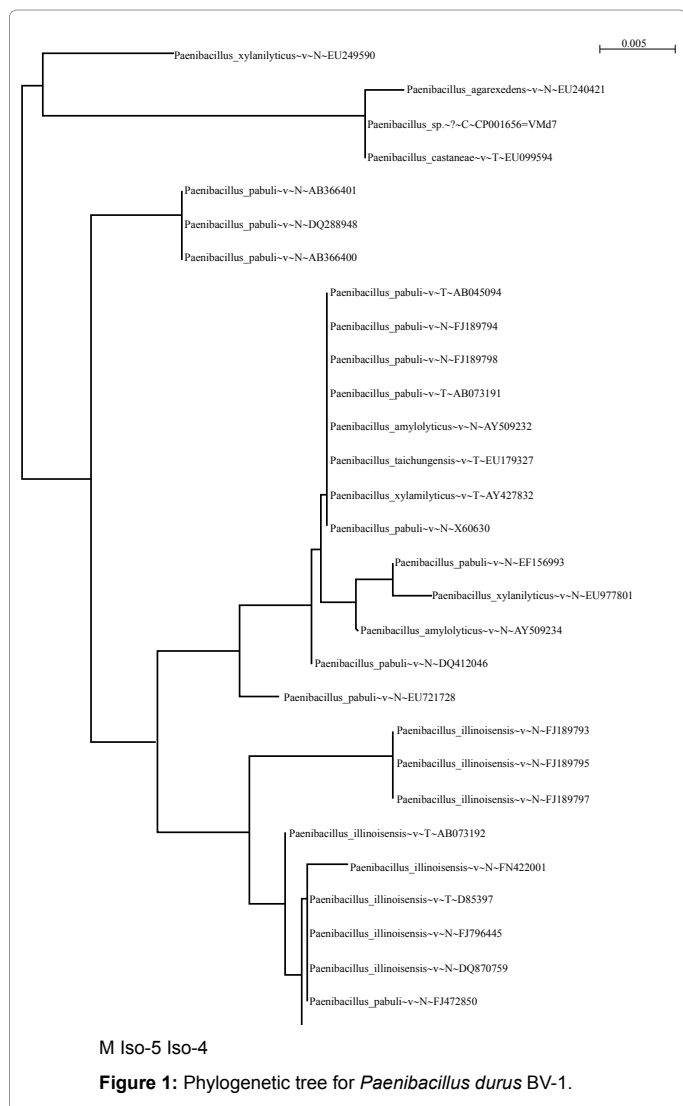 Paenibacillus_xylanilyticus~v~N~EU249590
0.005
Paenibacillus_agarexedens~v~N~EU240421
Paenibacillus_sp.~?~C~CP001656=VMd7
Paenibacillus_castaneae~v~T~EU099594
Paenibacillus_pabuli~v~N~AB366401
Paenibacillus_pabuli~v~N~DQ288948
Paenibacillus_pabuli~v~N~AB366400
Paenibacillus_pabuli~v~T~AB045094
Paenibacillus_pabuli~v~N~FJ189794
Paenibacillus_pabuli~v~N~FJ189798
Paenibacillus_pabuli~v~T~AB073191
Paenibacillus_amylolyticus~v~N~AY509232
Paenibacillus_taichungensis~v~T~EU179327
Paenibacillus_xylamilyticus~v~T~AY427832
Paenibacillus_pabuli~v~N~X60630
Paenibacillus_pabuli~v~N~EF156993
Paenibacillus_xylanilyticus~v~N~EU977801
Paenibacillus_amylolyticus~v~N~AY509234
Paenibacillus_pabuli~v~N~DQ412046
Paenibacillus_pabuli~v~N~EU721728
Paenibacillus_illinoisensis~v~N~FJ189793
Paenibacillus_illinoisensis~v~N~FJ189795
Paenibacillus_illinoisensis~v~N~FJ189797
Paenibacillus_illinoisensis~v~T~AB073192
Paenibacillus_illinoisensis~v~N~FN422001
Paenibacillus_illinoisensis~v~T~D85397
Paenibacillus_illinoisensis~v~N~FJ796445
Paenibacillus_illinoisensis~v~N~DQ870759
Paenibacillus_pabuli~v~N~FJ472850
M Iso-5 Iso-4
Figure 1: Phylogenetic tree for Paenibacillus durus BV-1.